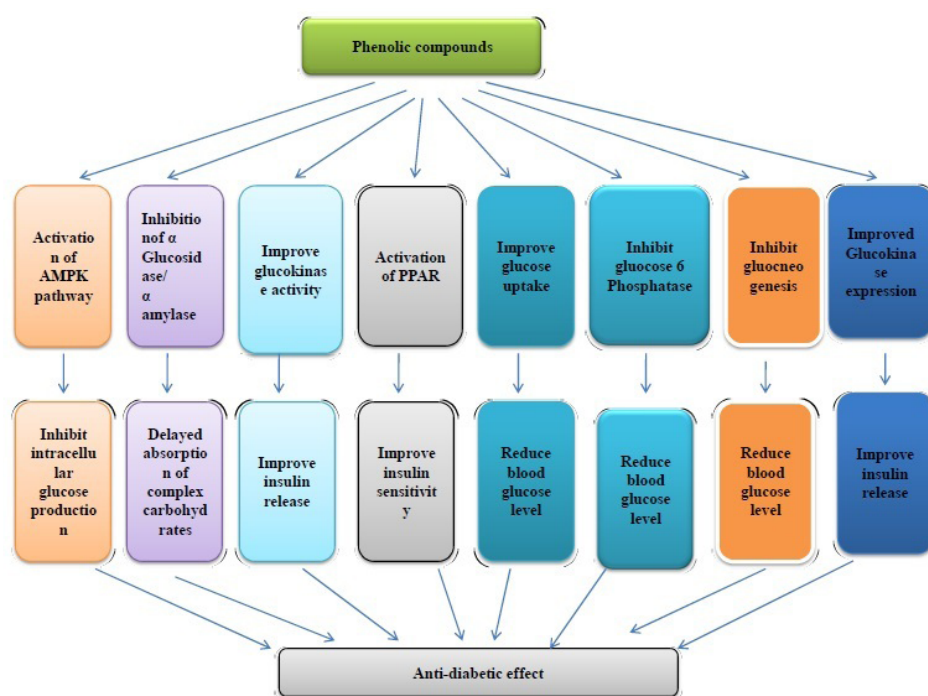 Phenolic compounds
Activatio
n of AMPK
pathway
Inhibitionof α
Glucosid
ase/
α
amylase
Improve
glucokinas
e activity
Activation
of PPAR
Improve
glucose
uptake
Inhibit
gluocose 6
Phosphatase
Inhibit
gluocneo
genesis
Improved
Glucokina
se
expression
Inhibit
intracellu
lar
glucose
productio
n
Delayed
absorptio
n of
complex
carbohyd
rates
Improve
insulin
release
Improve
insulin
sensitivit
y
Reduce
blood
glucose
level
Reduce
blood
glucose
level
Reduce
blood
glucose
level
Improve
insulin
release
Anti-diabetic effect